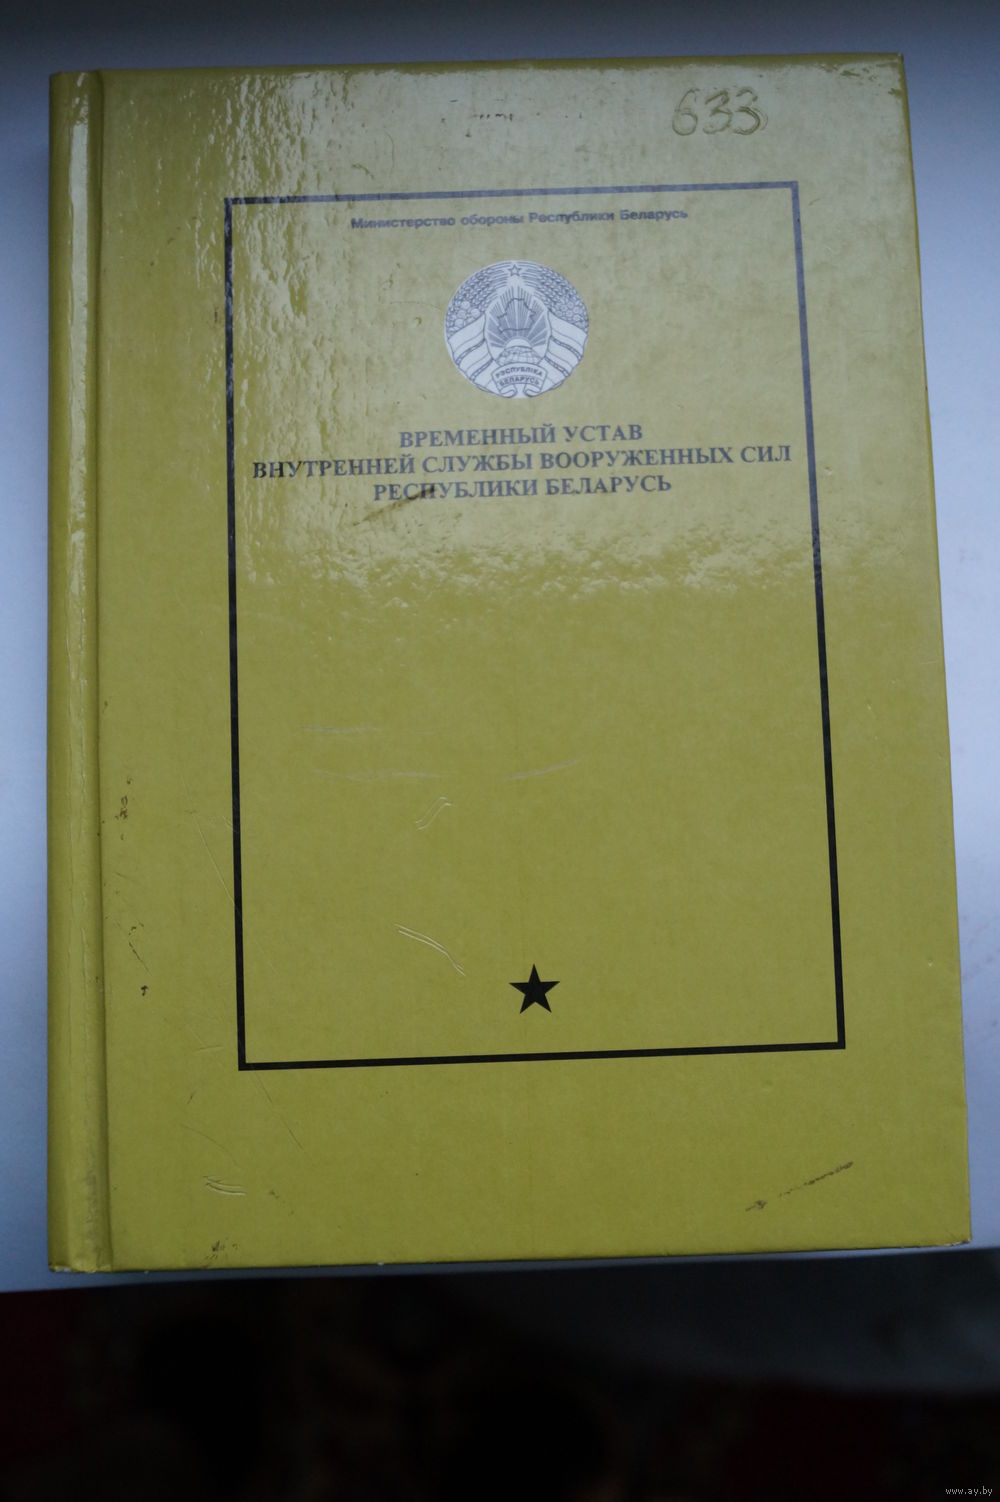 633
Министерство обороны Республики Беларусь
РЭСПУБЛІКА
БЕЛАРУСЬ
ВРЕМЕННЫЙ УСТАВ
ВНУТРЕННЕЙ СЛУЖБЫ ВООРУЖЕННЫХ СИЛ
РЕСПУБЛИКИ БЕЛАРУСЬ
www.ay.by